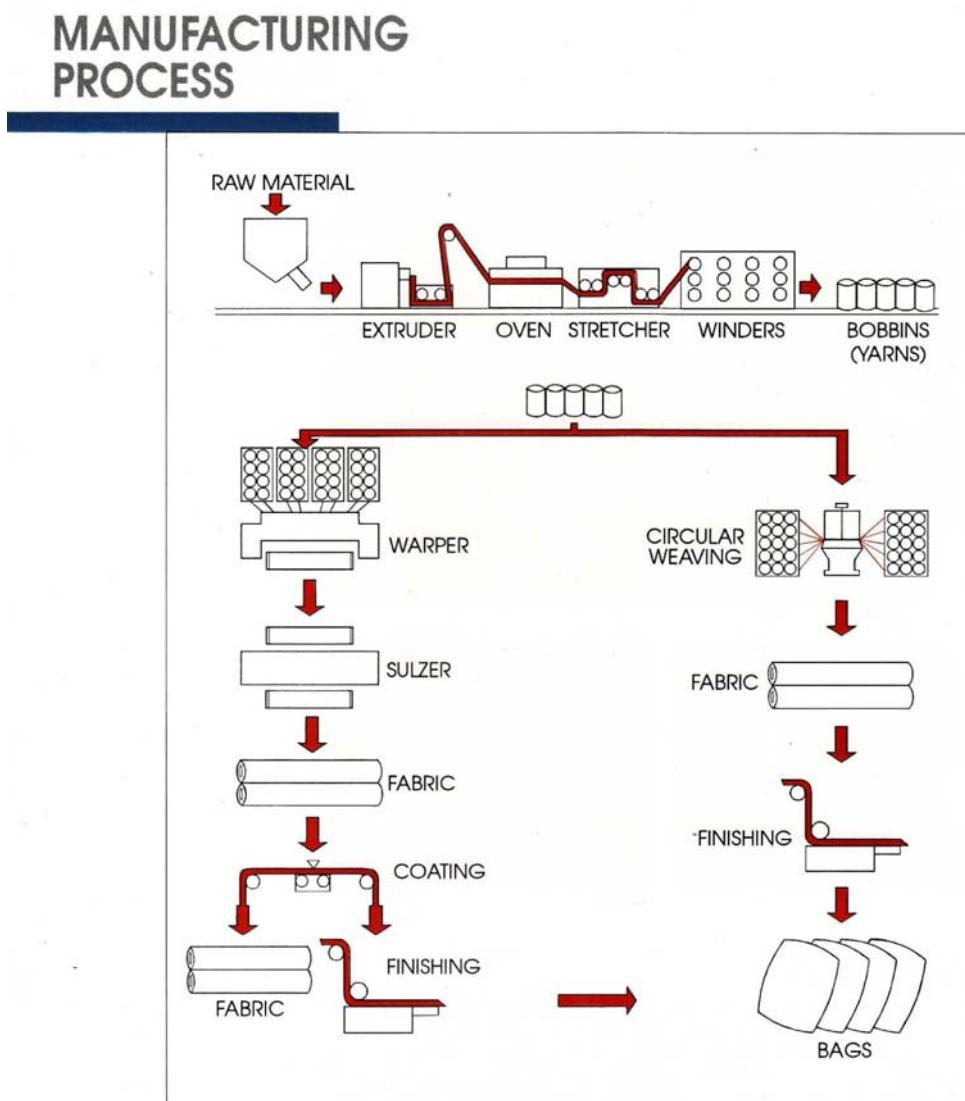 MANUFACTURING
PROCESS
RAW MATERIAL
EXTRUDER
OVEN
STRETCHER
WINDERS
BOBBINS
(YARNS)
WARPER
CIRCULAR
WEAVING
SULZER
FABRIC
FABRIC
FINISHING
COATING
FINISHING
FABRIC
BAGS